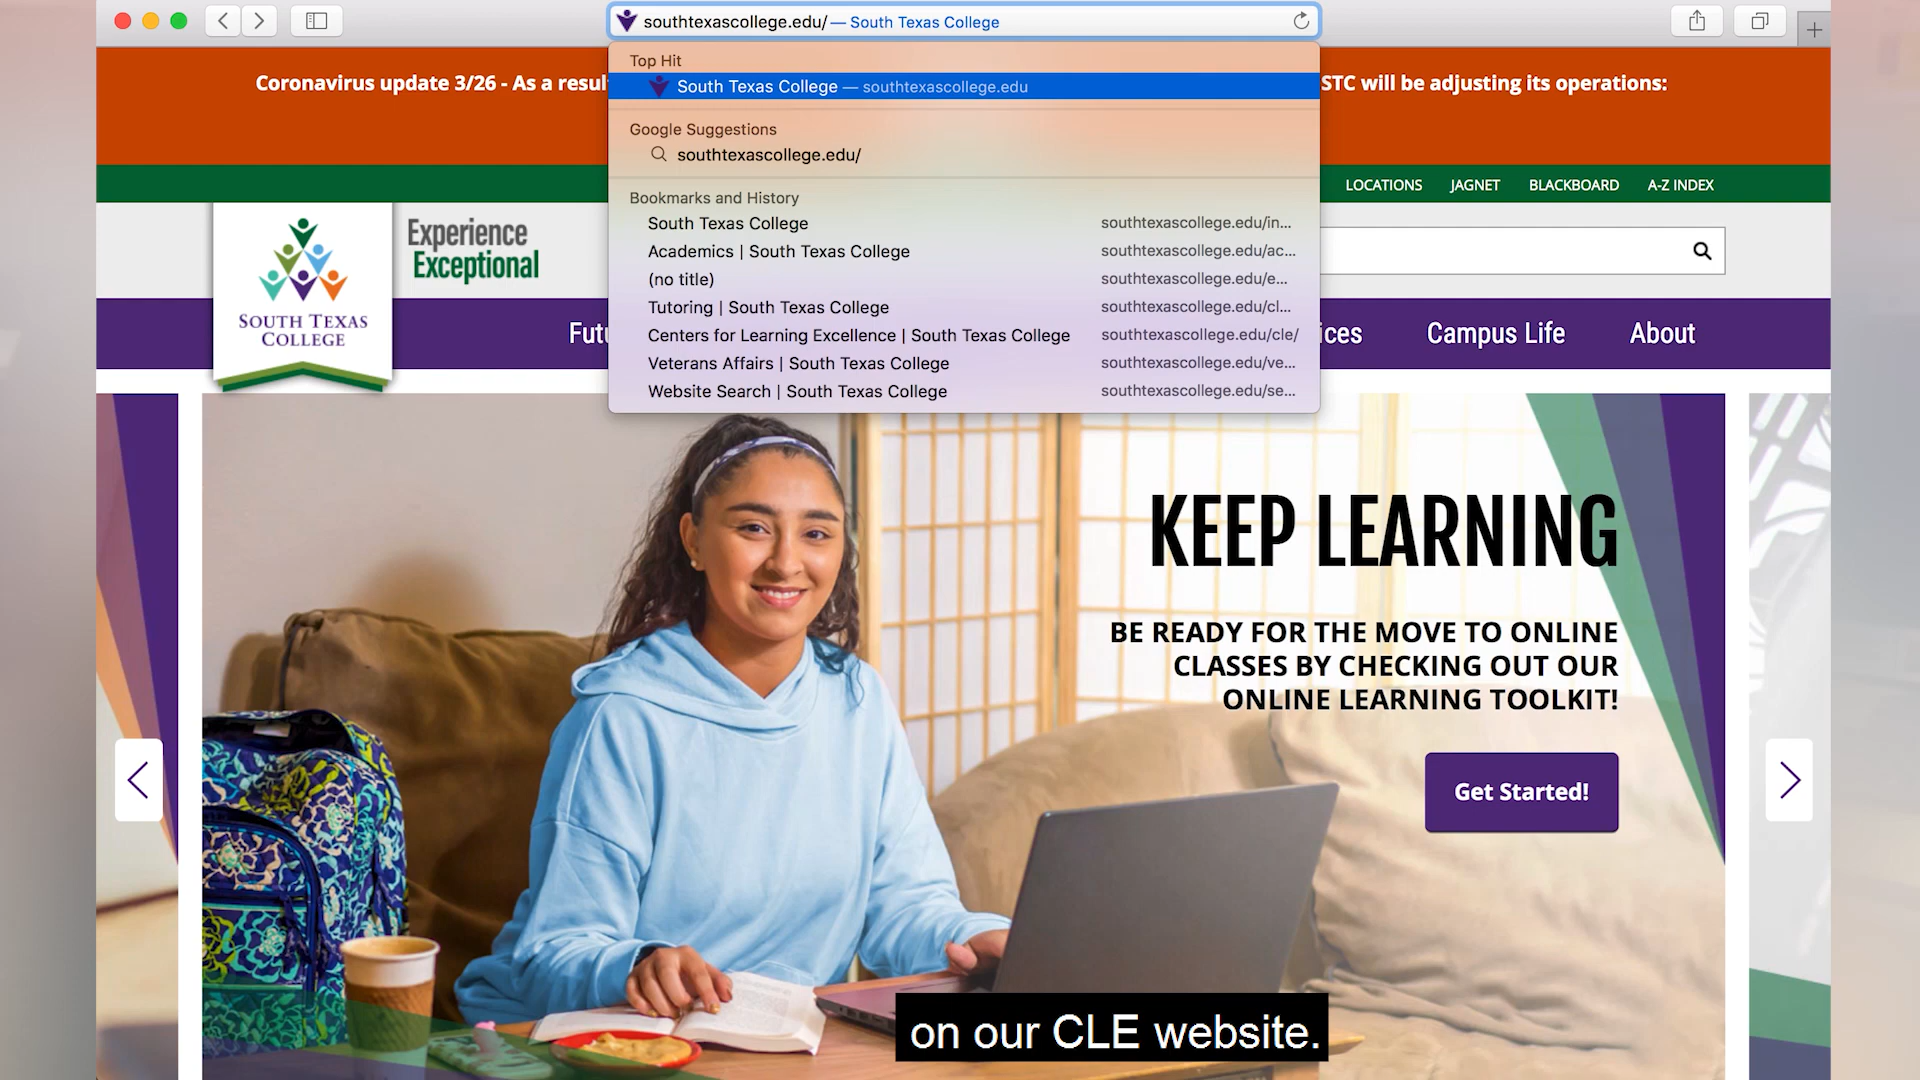 southtexascollege.edu/ — South Texas College
Top Hit
South Texas College — southtexascollege.edu
Google Suggestions
southtexascollege.edu/
Bookmarks and History
South Texas College southtexascollege.edu/in...
Academics | South Texas College southtexascollege.edu/ac...
(no title) southtexascollege.edu/e...
Tutoring | South Texas College southtexascollege.edu/cl...
Centers for Learning Excellence | South Texas College southtexascollege.edu/cle/
Veterans Affairs | South Texas College southtexascollege.edu/ve...
Website Search | South Texas College southtexascollege.edu/se...
Coronavirus update 3/26 - As a STC will be adjusting its operations:
LOCATIONS JAGNET BLACKBOARD A-Z INDEX
Experience
Exceptional
SOUTH TEXAS
COLLEGE
Campus Life About
KEEP LEARNING
BE READY FOR THE MOVE TO ONLINE
CLASSES BY CHECKING OUT OUR
ONLINE LEARNING TOOLKIT!
Get Started!
on our CLE website.